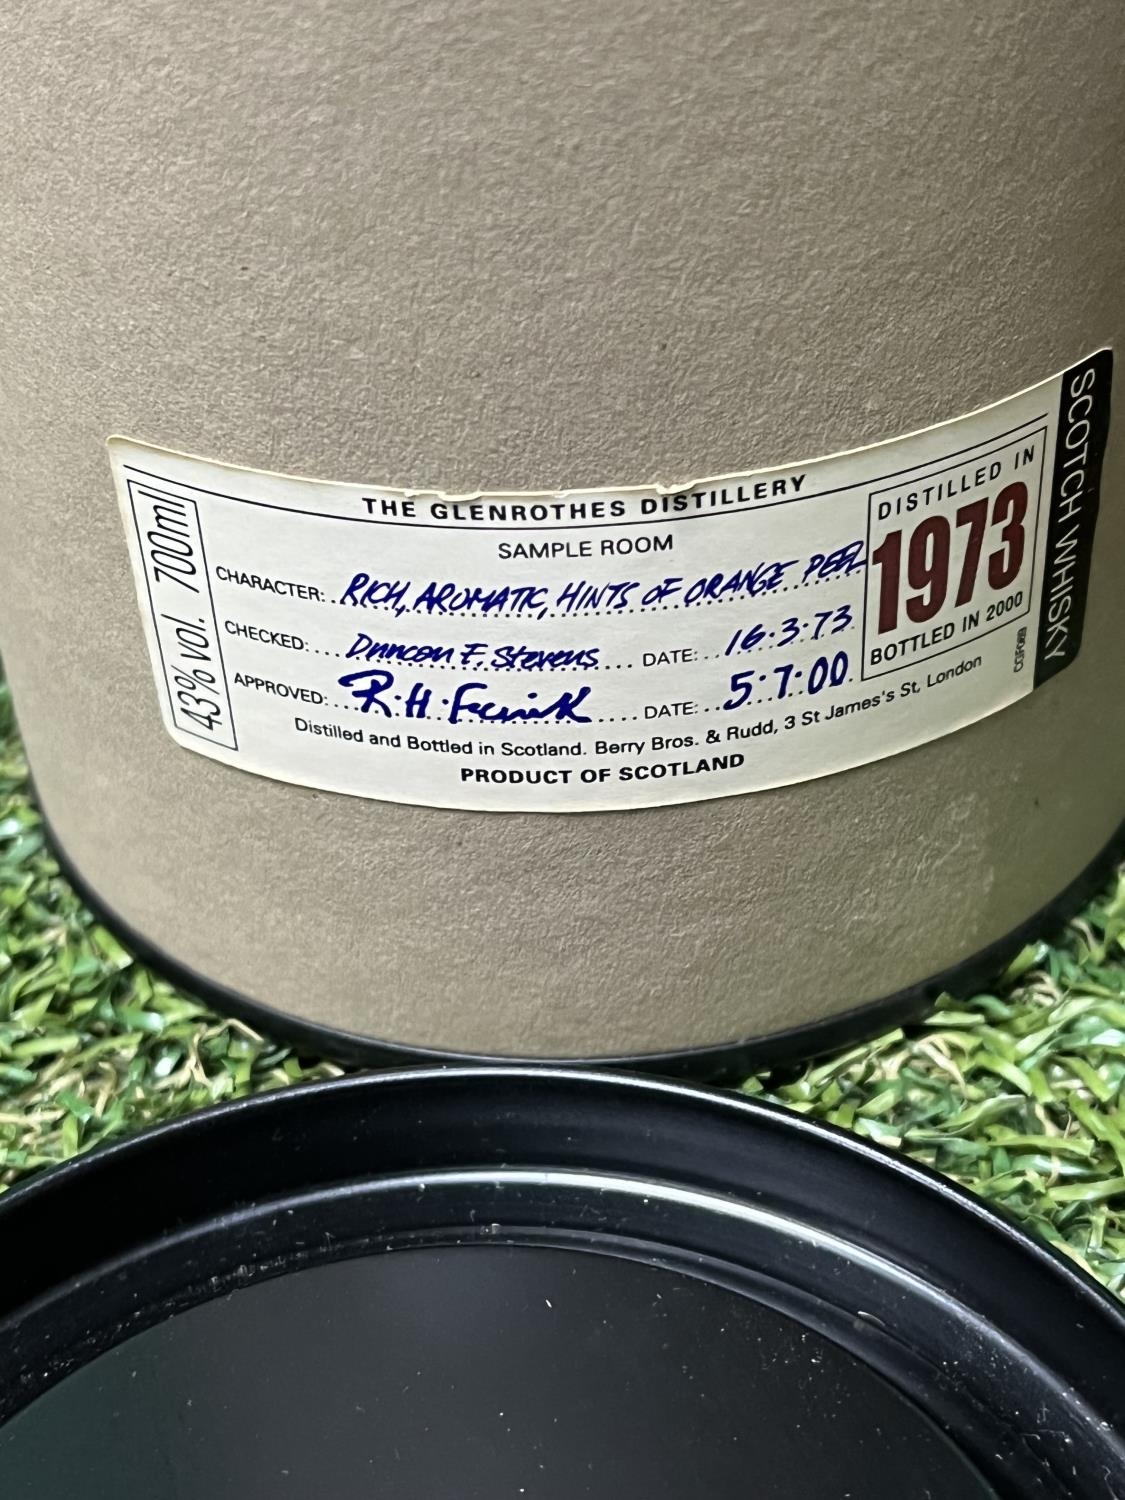 THE GLENROTHES DISTILLERY
SAMPLE ROOM
CHARACTER: RICH, AROMATIC, HINTS OF ORANGE PEEL
CHECKED: Duncan F. Stevens DATE: 16.3.73
APPROVED: R.H. DATE: 5.7.00
Distilled and Bottled in Scotland. Berry Bros. & Rudd, 3 St James's St, London
PRODUCT OF SCOTLAND
43% vol. 700ml
DISTILLED IN
1973
BOTTLED IN 2000
SCOTCH WHISKY